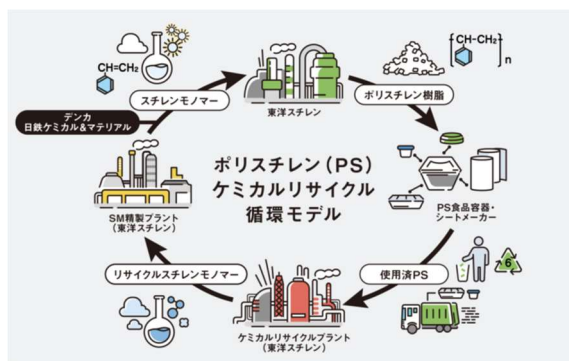 CH=CH2
CH-CH2
n
スチレンモノマー
東洋スチレン
ポリスチレン樹脂
デンカ
日鉄ケミカル&マテリアル
ポリスチレン（PS）
ケミカルリサイクル
循環モデル
SM精製プラント
（東洋スチレン）
PS食品容器・
シートメーカー
リサイクルスチレンモノマー
使用済PS
6
ケミカルリサイクルプラント
（東洋スチレン）